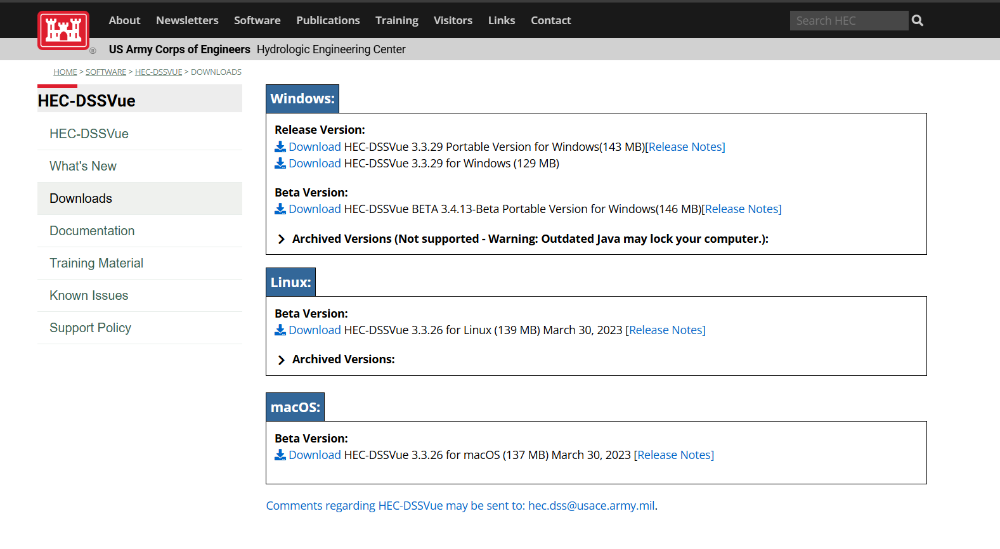 About Newsletters Software Publications Training Visitors Links Contact Search HEC
® US Army Corps of Engineers Hydrologic Engineering Center
HOME > SOFTWARE > HEC-DSSVUE > DOWNLOADS
HEC-DSSVue
HEC-DSSVue
What's New
Downloads
Documentation
Training Material
Known Issues
Support Policy
Windows:
Release Version:
Download HEC-DSSVue 3.3.29 Portable Version for Windows(143 MB)[Release Notes]
Download HEC-DSSVue 3.3.29 for Windows (129 MB)
Beta Version:
Download HEC-DSSVue BETA 3.4.13-Beta Portable Version for Windows(146 MB)[Release Notes]
Archived Versions (Not supported - Warning: Outdated Java may lock your computer.):
Linux:
Beta Version:
Download HEC-DSSVue 3.3.26 for Linux (139 MB) March 30, 2023 [Release Notes]
Archived Versions:
macOS:
Beta Version:
Download HEC-DSSVue 3.3.26 for macOS (137 MB) March 30, 2023 [Release Notes]
Comments regarding HEC-DSSVue may be sent to: hec.dss@usace.army.mil.